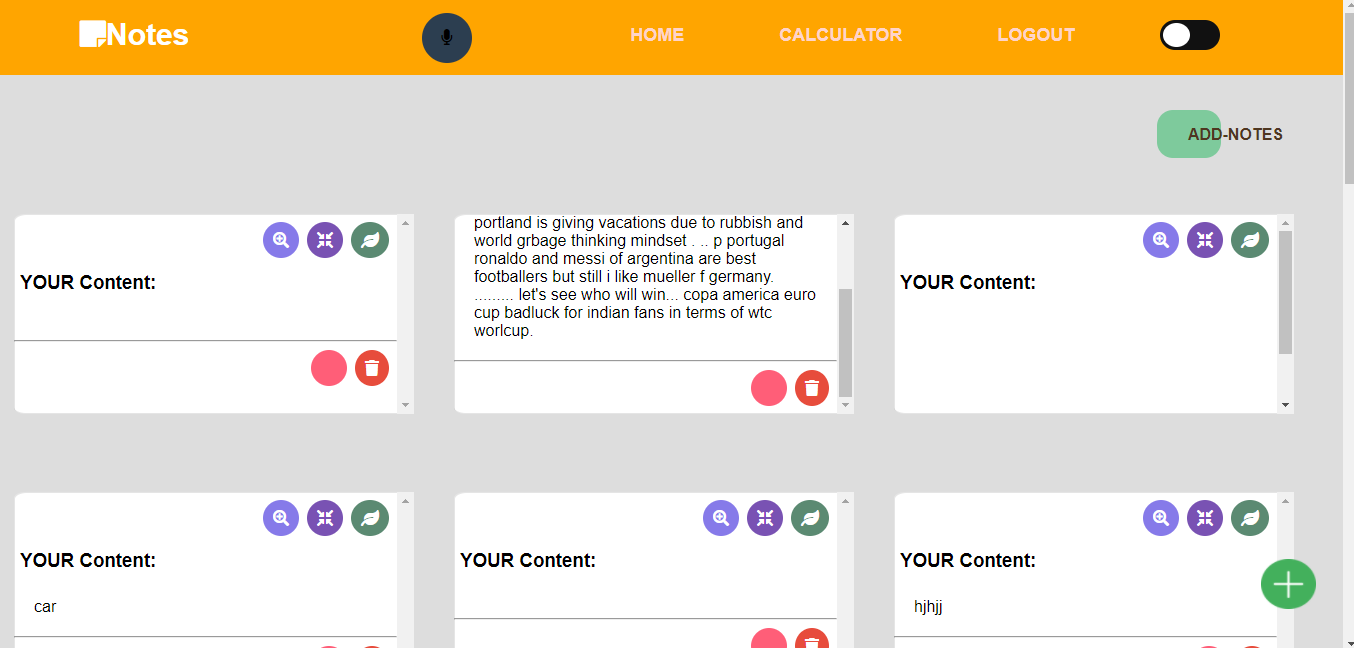 Notes
HOME
CALCULATOR
LOGOUT
ADD-NOTES
YOUR Content:
portland is giving vacations due to rubbish and
world grbage thinking mindset . .. p portugal
ronaldo and messi of argentina are best
footballers but still i like mueller f germany.
......... let's see who will win... copa america euro
cup badluck for indian fans in terms of wtc
worlcup.
YOUR Content:
YOUR Content:
car
YOUR Content:
YOUR Content:
hjhjj